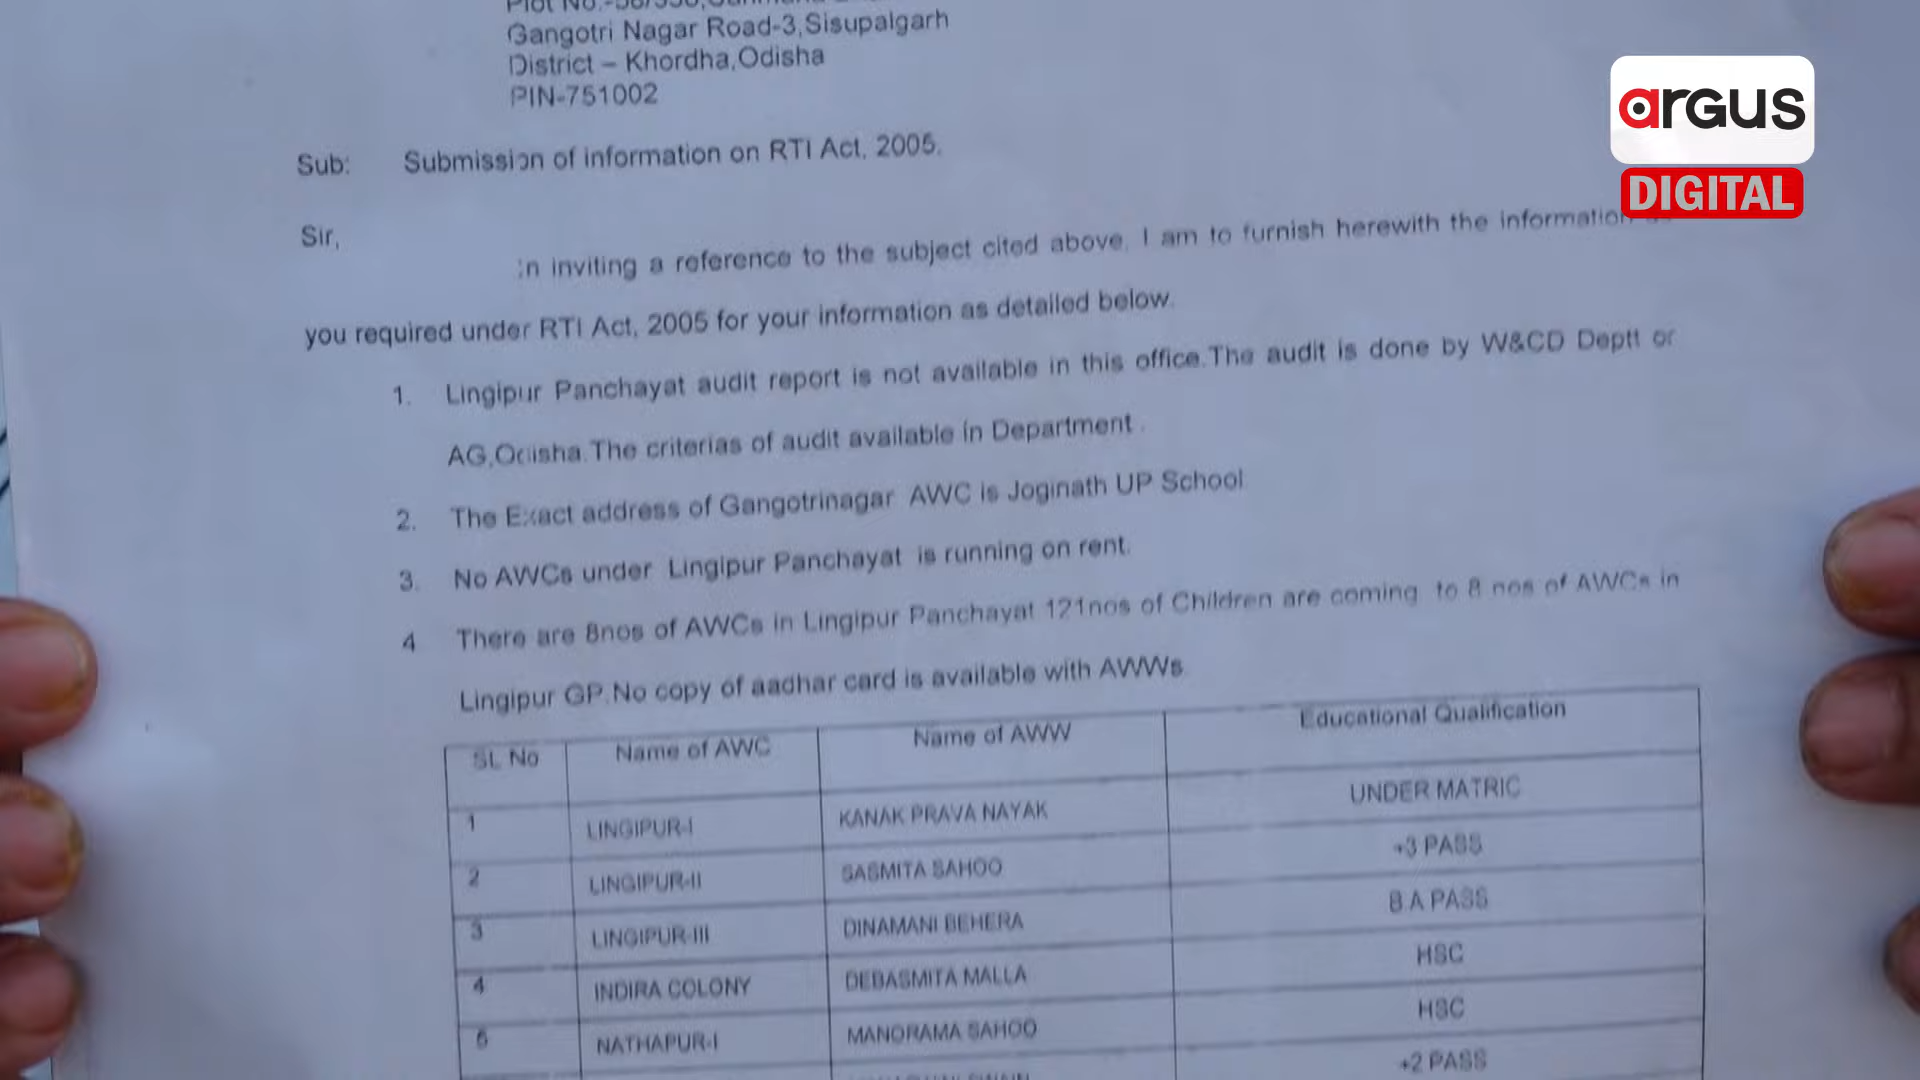 Gangotri Nagar Road-3,Sisupalgarh
District – Khordha,Odisha
PIN-751002
argus
DIGITAL
Sub: Submission of information on RTI Act, 2005.
Sir,
In inviting a reference to the subject cited above, I am to furnish herewith the information
you required under RTI Act, 2005 for your information as detailed below.
1. Lingipur Panchayat audit report is not available in this office.The audit is done by W&CD Deptt or
AG,Odisha.The criterias of audit available in Department .
2. The Exact address of Gangotrinagar AWC is Joginath UP School
3. No AWCs under Lingipur Panchayat is running on rent.
4 There are 8nos of AWCs in Lingipur Panchayat 121nos of Children are coming to 8 nos of AWCs in
Lingipur GP.No copy of aadhar card is available with AWWs
SL No Name of AWC Name of AWW Educational Qualification
1 LINGIPUR-I KANAK PRAVA NAYAK UNDER MATRIC
2 LINGIPUR-II SASMITA SAHOO +3 PASS
3 LINGIPUR-III DINAMANI BEHERA B.A PASS
4 INDIRA COLONY DEBASMITA MALLA HSC
5 NATHAPUR-I MANORAMA SAHOO HSC
+2 PASS